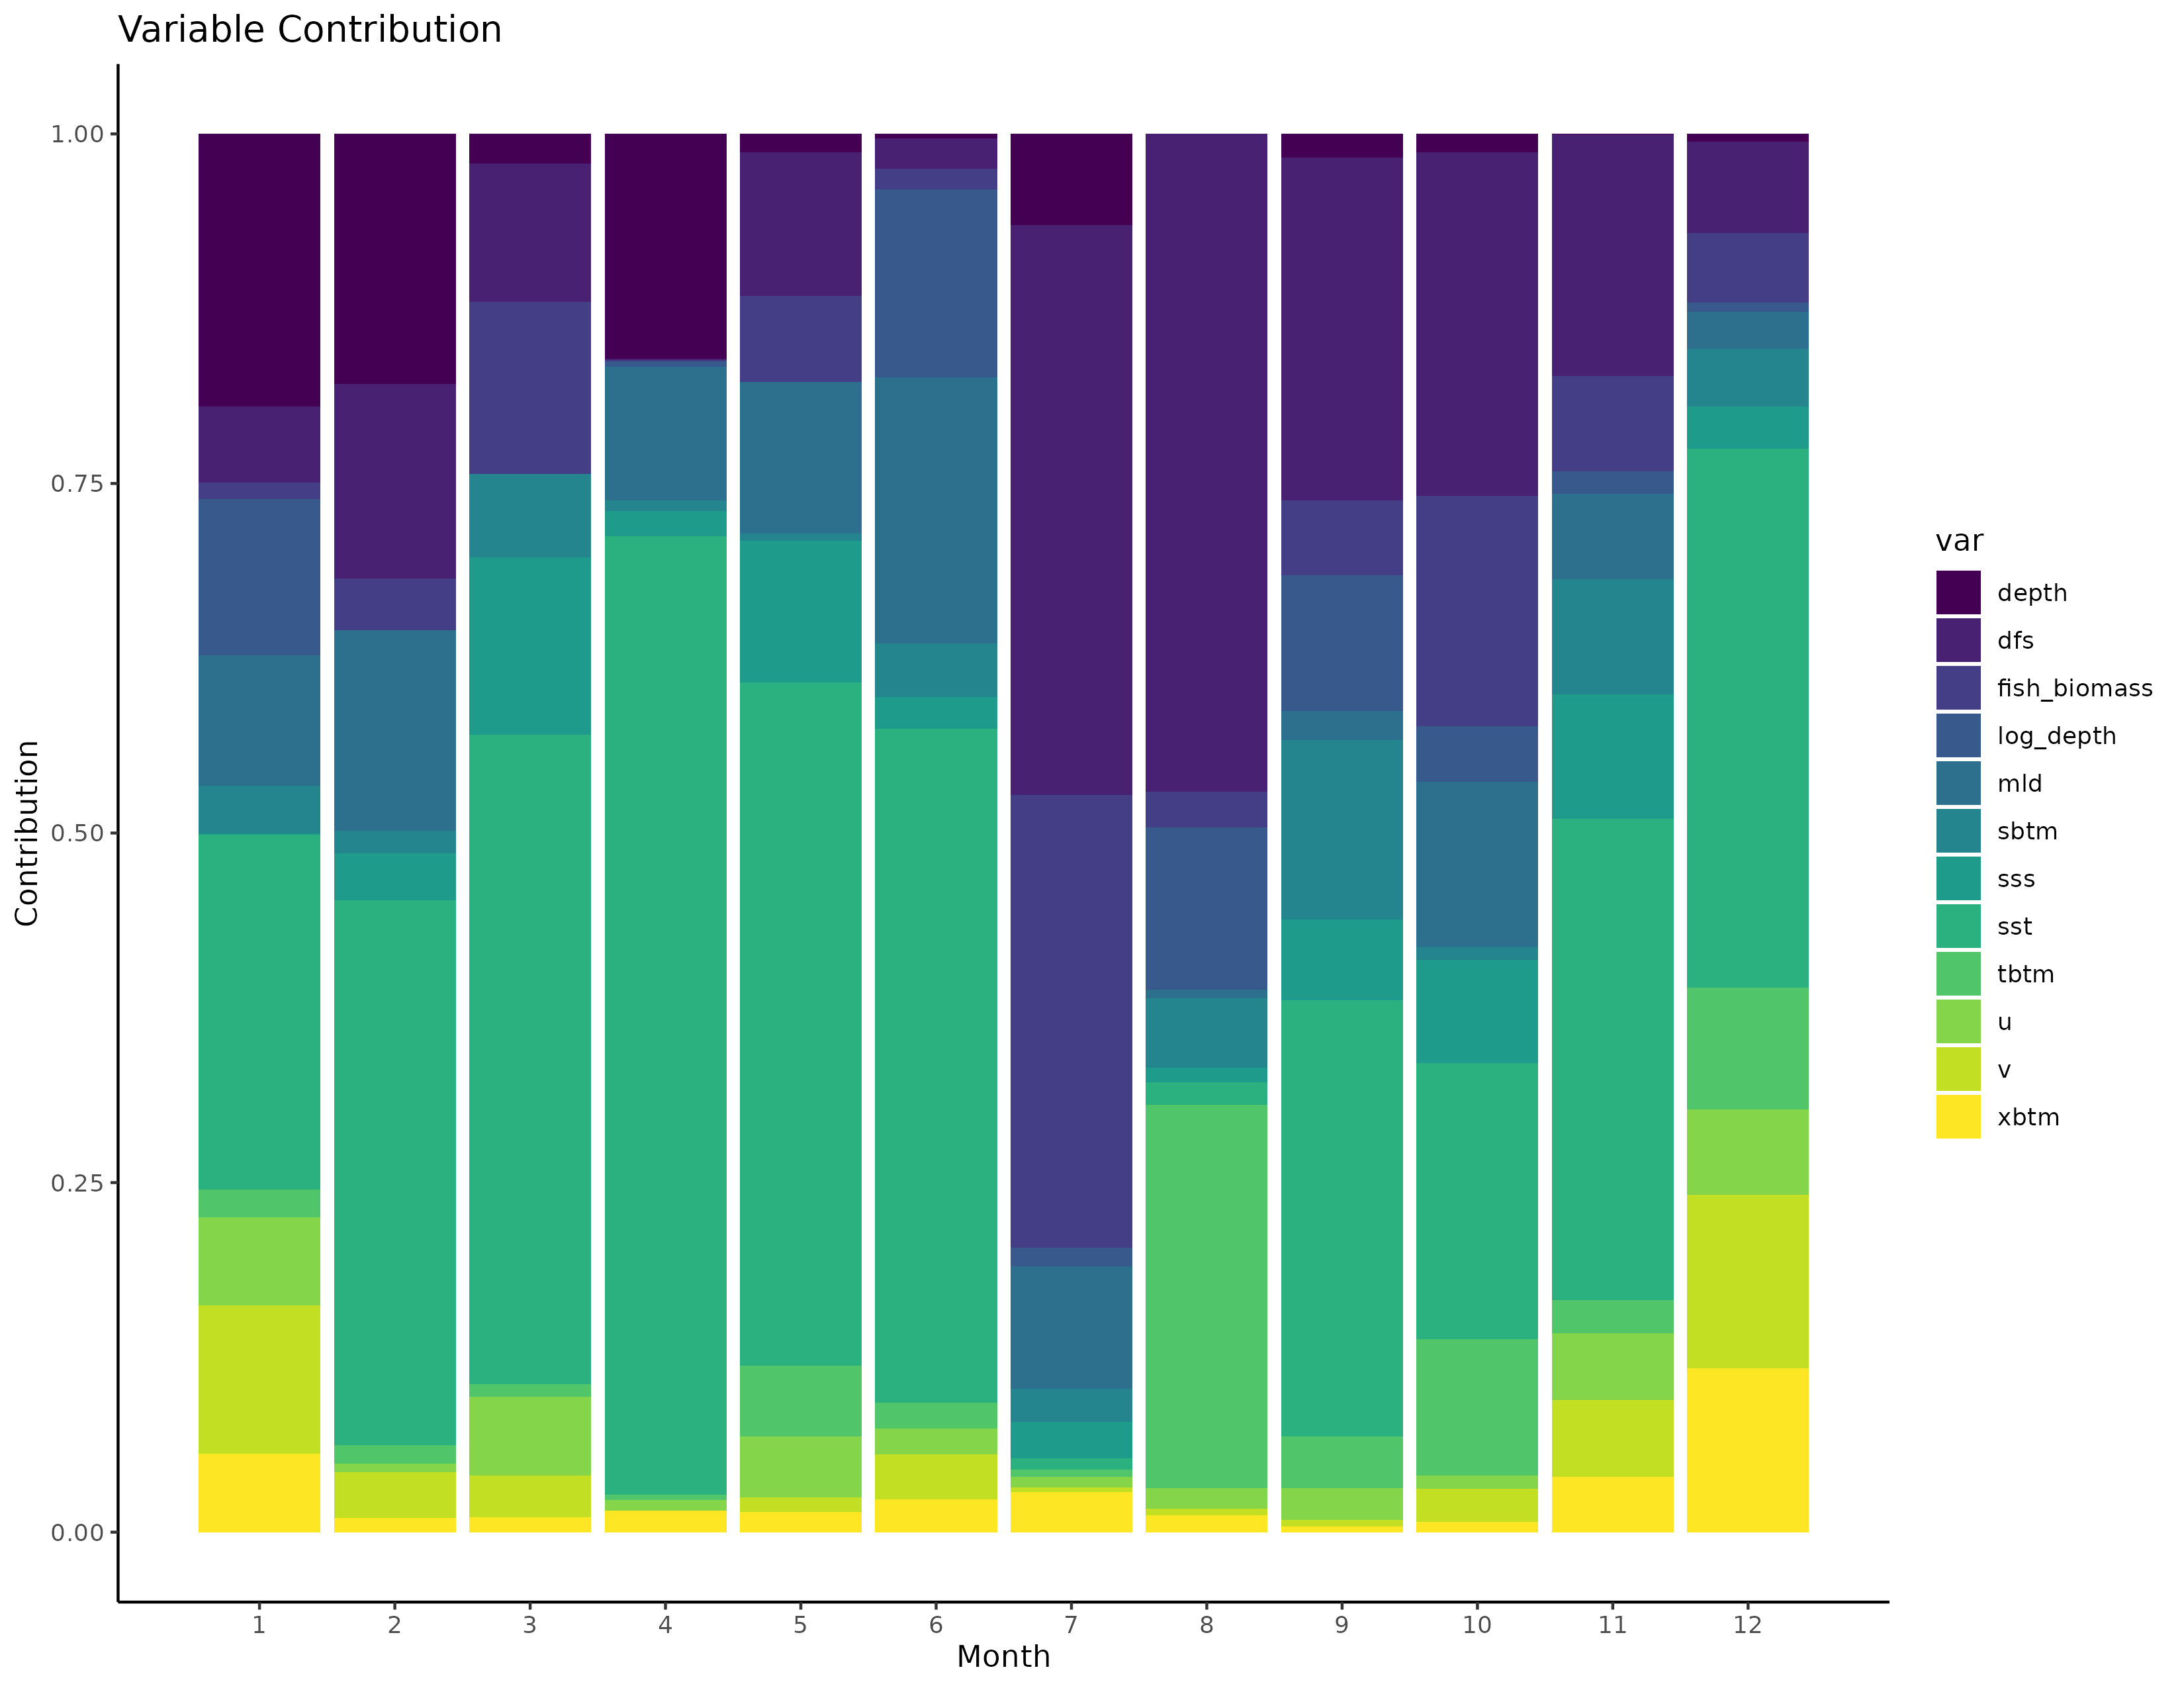 Variable Contribution
1.00
0.75
0.50
0.25
0.00
Contribution
1 2 3 4 5 6 7 8 9 10 11 12
Month
var
depth
dfs
fish_biomass
log_depth
mld
sbtm
sss
sst
tbtm
u
v
xbtm